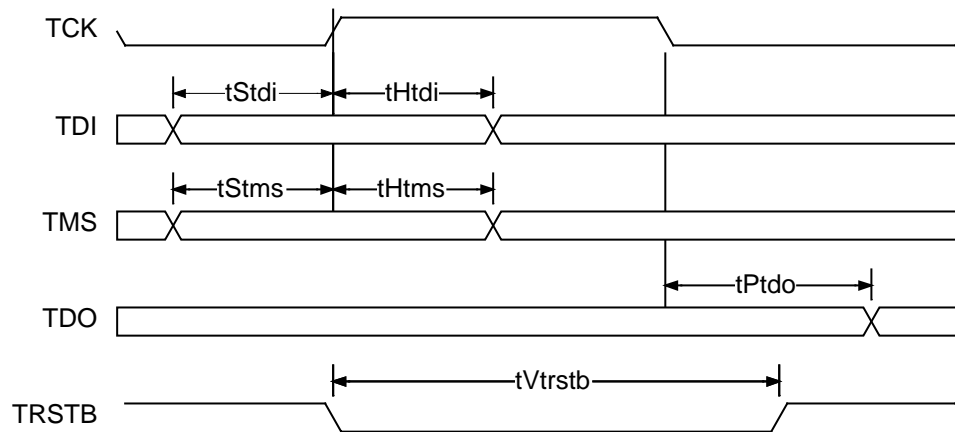 TCK
tStdi tHtdi
TDI
tStms tHtms
TMS
tPtdo
TDO
tVtrstb
TRSTB